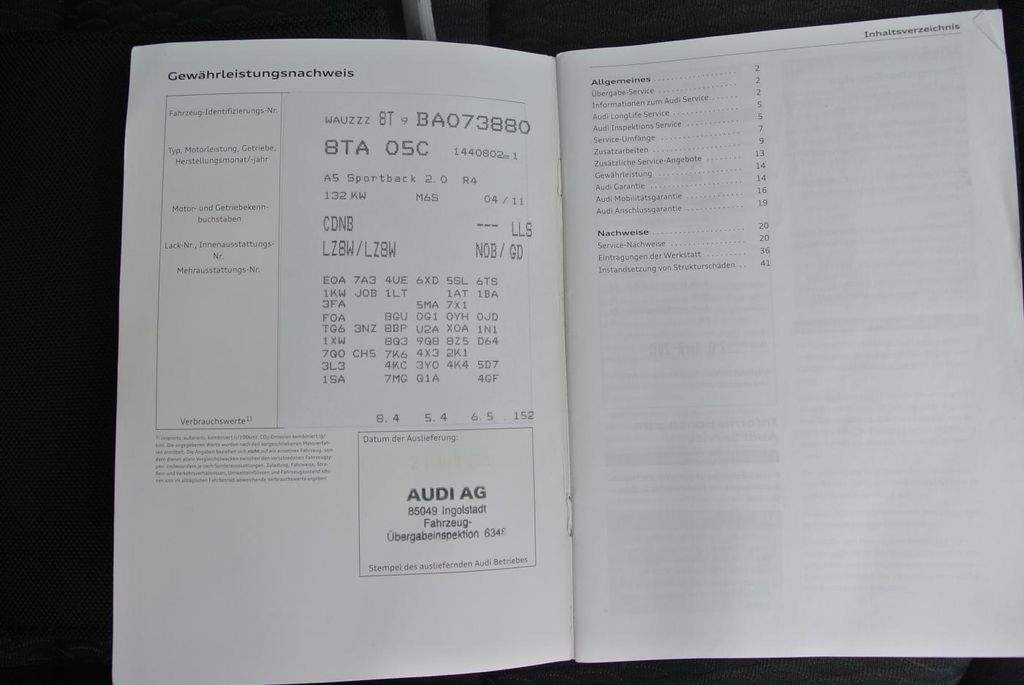 Gewährleistungsnachweis
Fahrzeug-Identifizierungs-Nr.
WAUZZZ 8T 9 BA073880
Typ, Motorleistung, Getriebe,
Herstellungsmonat/-jahr
8TA 05C 1440802 1
A5 Sportback 2.0 R4
132 KW M6S 04/11
Motor- und Getriebekenn-
buchstaben
CDNB --- LLS
Lack-Nr., Innenausstattungs-
Nr.
LZ8W/LZ8W N0B/GD
Mehrausstattungs-Nr.
E0A 7A3 4UE 6XD 5SL 6TS
1KW J0B 1LT 1AT 1BA
3FA 5MA 7X1
F0A 8GU 0G1 0YH 0JD
TG6 3NZ 8BP U2A X0A 1N1
1XW 8Q3 9Q8 8Z5 D64
7Q0 CH5 7K6 4X3 2K1
3L3 4KC 3Y0 4K4 5D7
1SA 7MG Q1A 4GF
Verbrauchswerte¹⁾
8.4 5.4 6.5 152
Datum der Auslieferung:
AUDI AG
85049 Ingolstadt
Fahrzeug-
Übergabeinspektion 6348
Stempel des ausliefernden Audi Betriebes
Inhaltsverzeichnis
Allgemeines 2
Übergabe-Service 2
Informationen zum Audi Service 2
Audi LongLife Service 5
Audi Inspektions Service 5
Service-Umfänge 7
Zusatzarbeiten 9
Zusätzliche Service-Angebote 13
Gewährleistung 14
Audi Garantie 14
Audi Mobilitätsgarantie 16
Audi Anschlussgarantie 19
Nachweise 20
Service-Nachweise 20
Eintragungen der Werkstatt 36
Instandsetzung von Strukturschäden 41